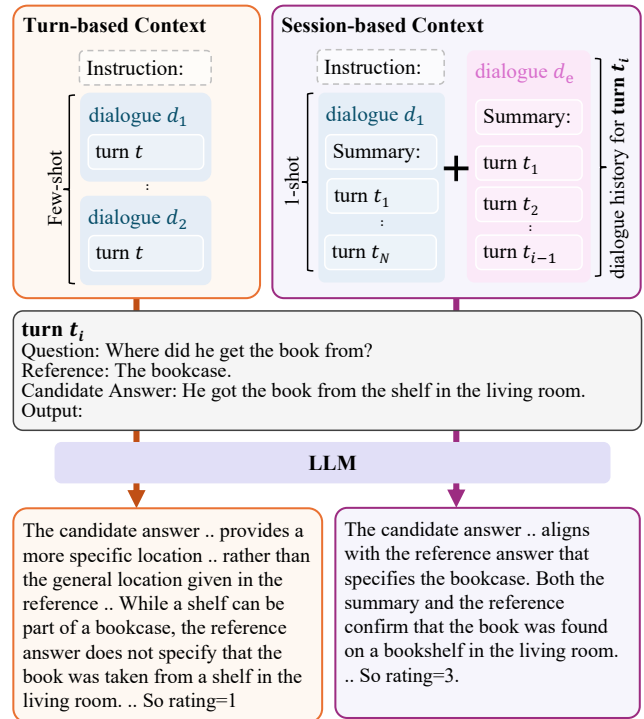 Turn-based Context
Instruction:
Few-shot
dialogue d₁
turn t
:
dialogue d₂
turn t
Session-based Context
Instruction:
1-shot
dialogue d₁
Summary:
turn t₁
:
turn t_N
+
dialogue d_e
Summary:
turn t₁
turn t₂
:
turn t_{i−1}
dialogue history for turn t_i
turn t_i
Question: Where did he get the book from?
Reference: The bookcase.
Candidate Answer: He got the book from the shelf in the living room.
Output:
LLM
The candidate answer .. provides a
more specific location .. rather than
the general location given in the
reference .. While a shelf can be
part of a bookcase, the reference
answer does not specify that the
book was taken from a shelf in the
living room. .. So rating=1
The candidate answer .. aligns
with the reference answer that
specifies the bookcase. Both the
summary and the reference
confirm that the book was found
on a bookshelf in the living room.
.. So rating=3.